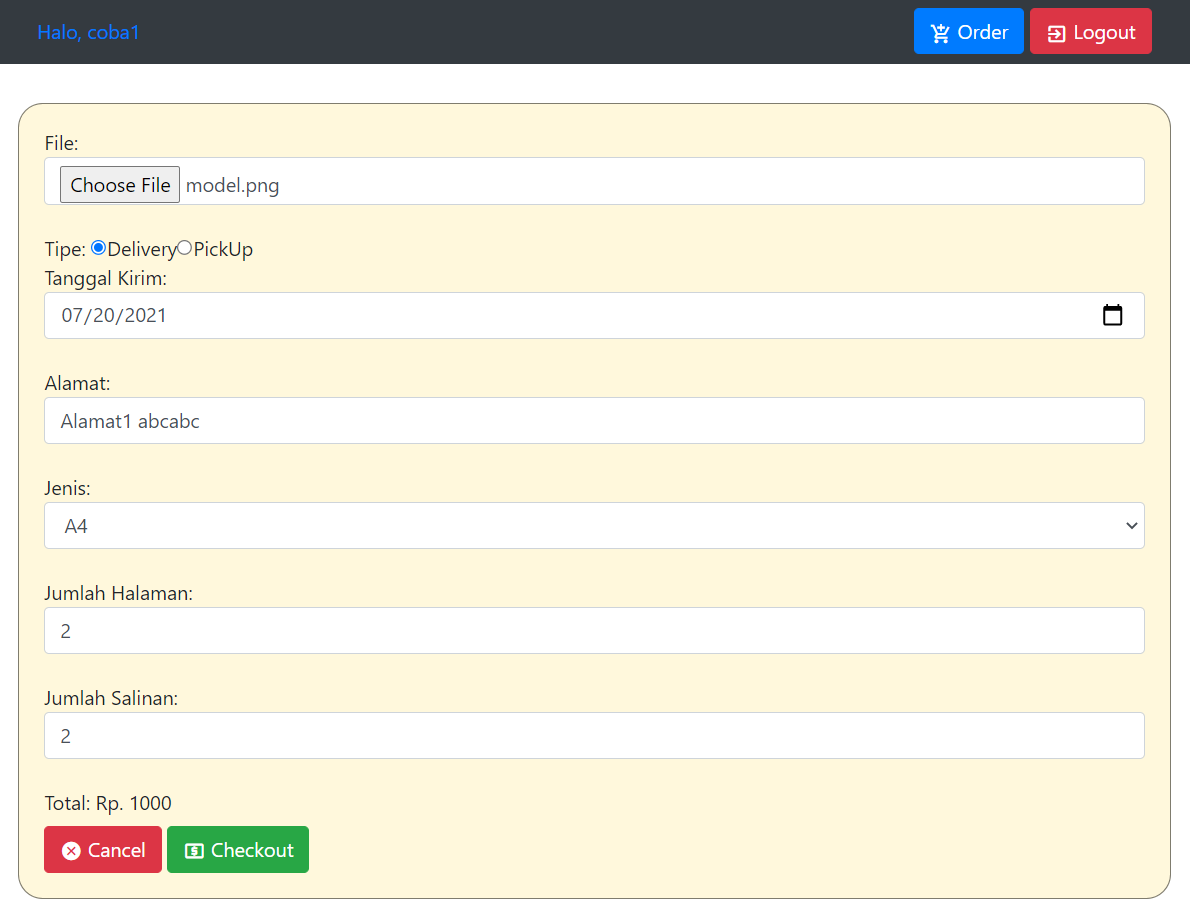 Halo, coba1
Order
Logout
File:
Choose File model.png
Tipe: Delivery PickUp
Tanggal Kirim:
07/20/2021
Alamat:
Alamat1 abcabc
Jenis:
A4
Jumlah Halaman:
2
Jumlah Salinan:
2
Total: Rp. 1000
Cancel
Checkout